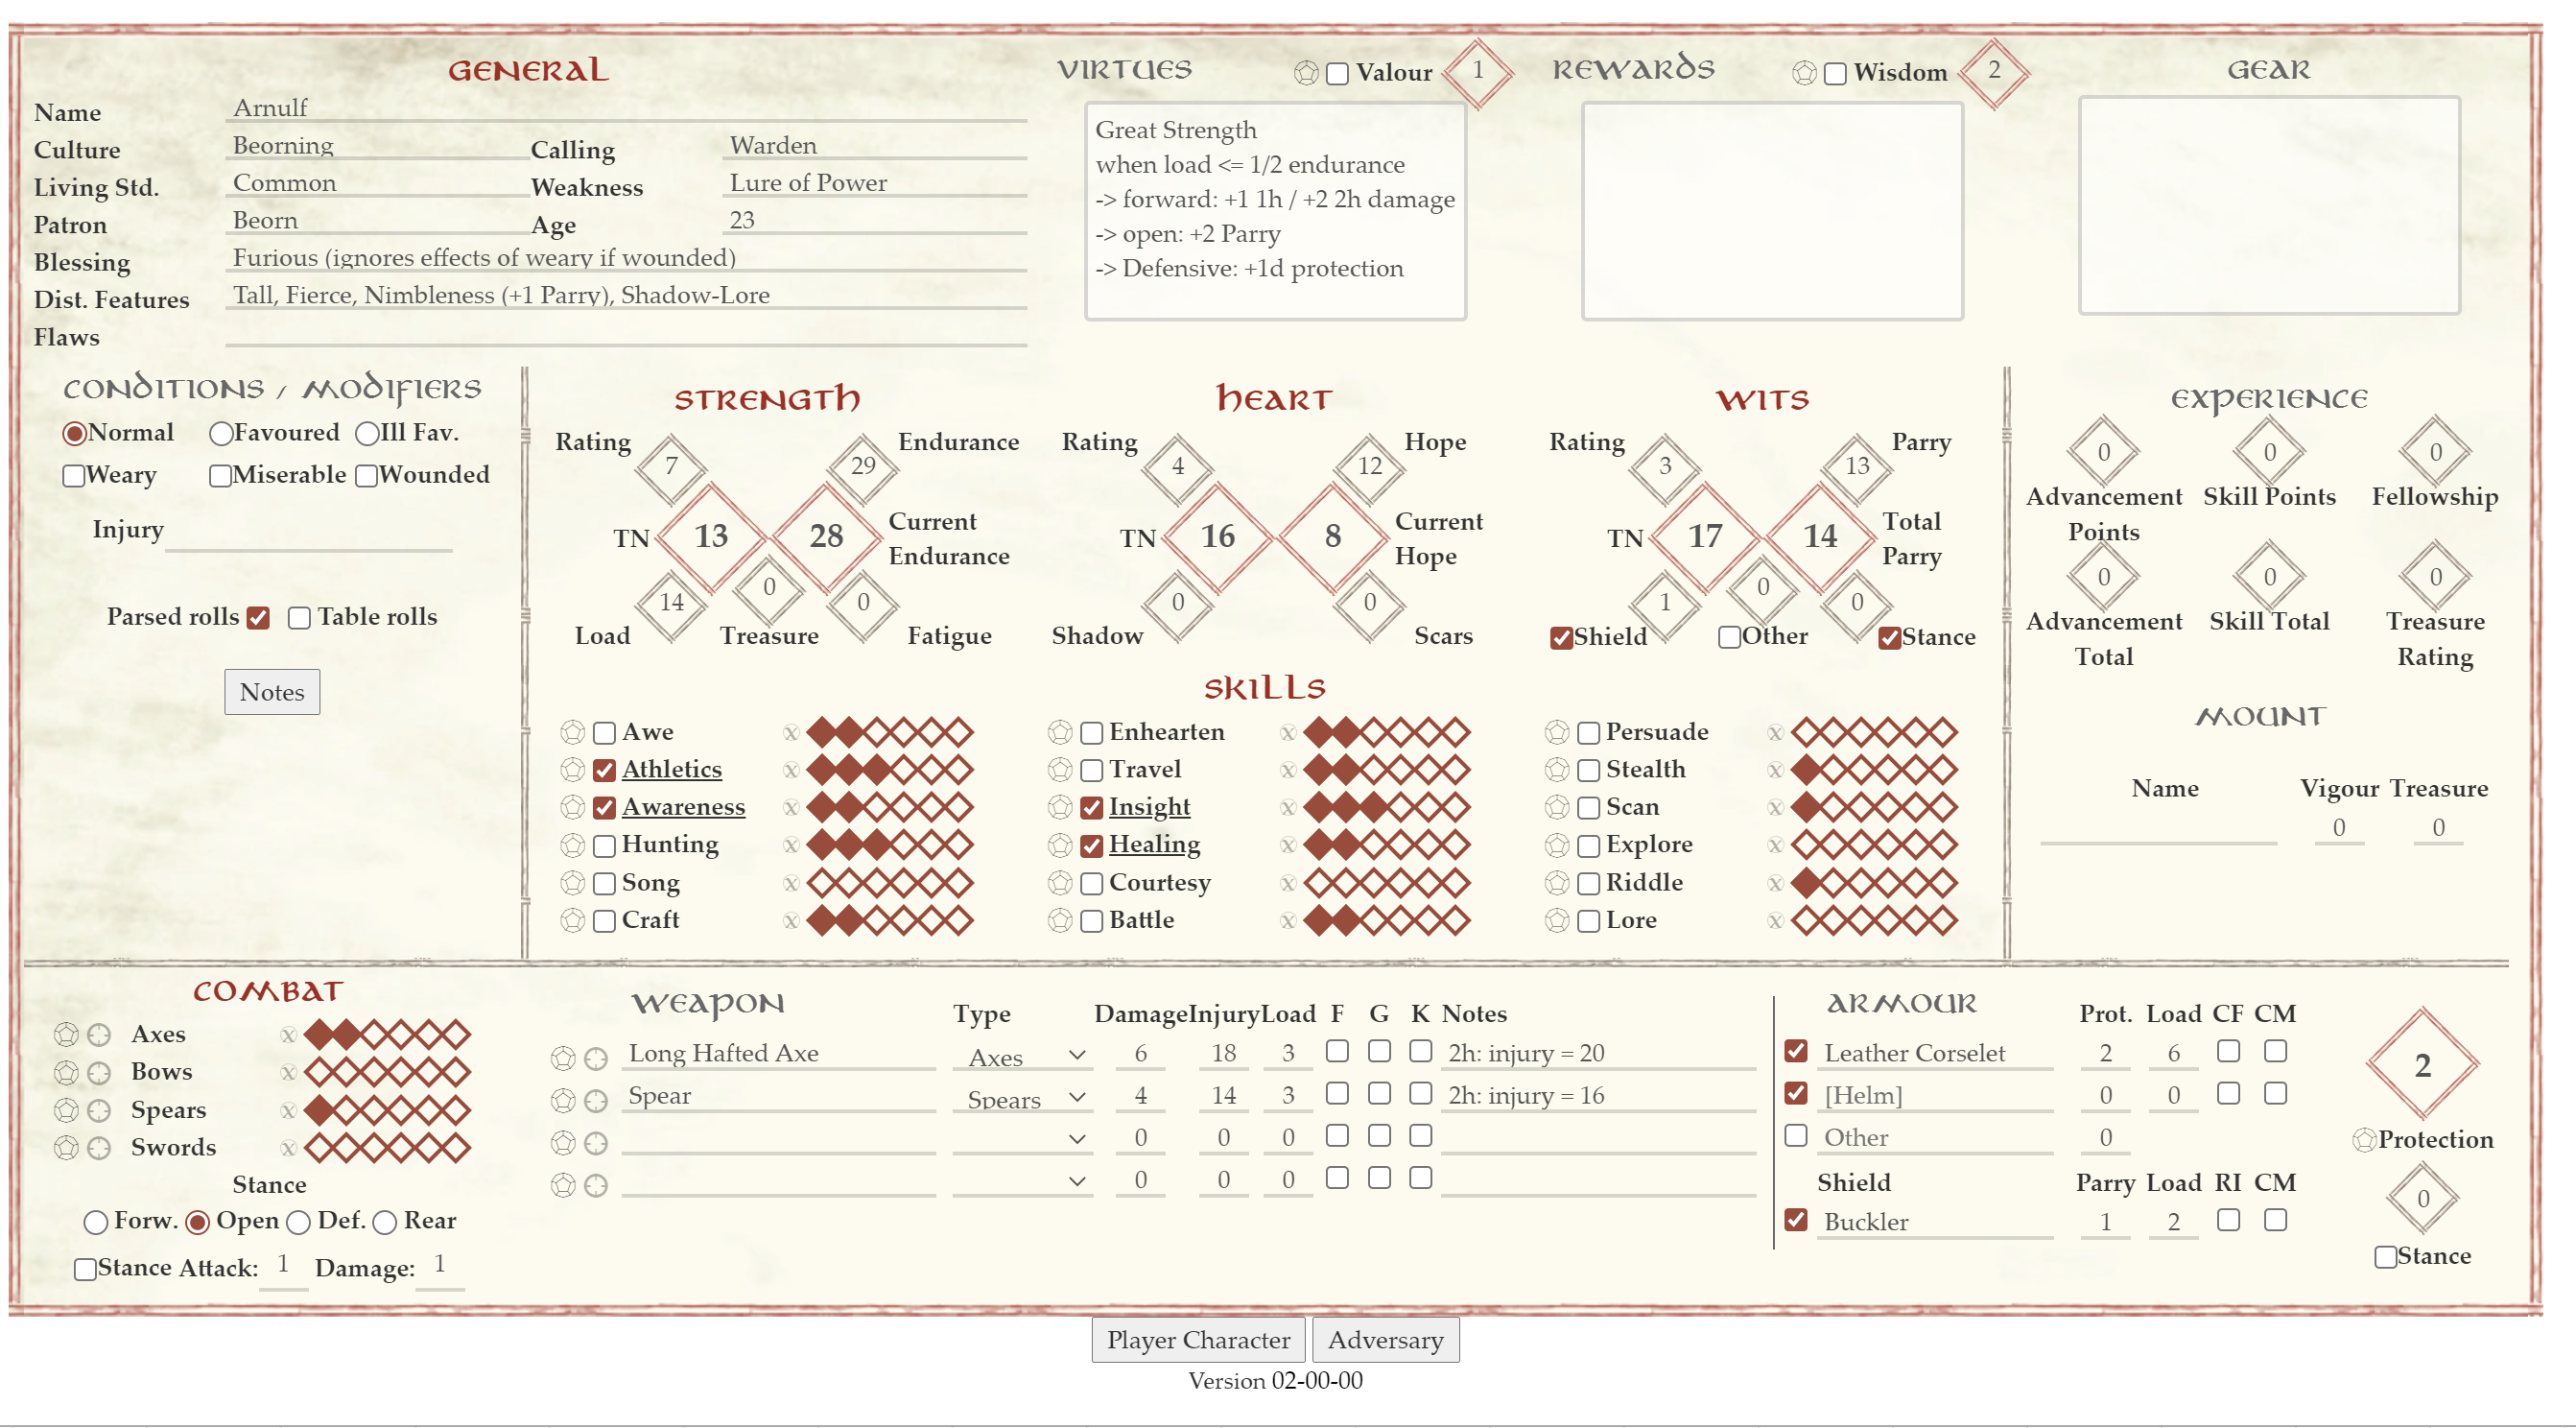 GENERAL
Name Arnulf
Culture Beorning Calling Warden
Living Std. Common Weakness Lure of Power
Patron Beorn Age 23
Blessing Furious (ignores effects of weary if wounded)
Dist. Features Tall, Fierce, Nimbleness (+1 Parry), Shadow-Lore
Flaws
VIRTUES Valour 1
Great Strength
when load <= 1/2 endurance
-> forward: +1 1h / +2 2h damage
-> open: +2 Parry
-> Defensive: +1d protection
REWARDS Wisdom 2
GEAR
CONDITIONS / MODIFIERS
Normal Favoured Ill Fav.
Weary Miserable Wounded
Injury
Parsed rolls Table rolls
Notes
STRENGTH
Rating 7 29 Endurance
TN 13 28 Current Endurance
14 0 0
Load Treasure Fatigue
HEART
Rating 4 12 Hope
TN 16 8 Current Hope
0 0
Shadow Scars
WITS
Rating 3 13 Parry
TN 17 14 Total Parry
1 0 0
Shield Other Stance
EXPERIENCE
0 0 0
Advancement Points Skill Points Fellowship
0 0 0
Advancement Total Skill Total Treasure Rating
MOUNT
Name Vigour Treasure
0 0
SKILLS
x Awe x Enhearten x Persuade
x Athletics x Travel x Stealth
x Awareness x Insight x Scan
x Hunting x Healing x Explore
x Song x Courtesy x Riddle
x Craft x Battle x Lore
COMBAT
Axes x
Bows x
Spears x
Swords x
Stance
Forw. Open Def. Rear
Stance Attack: 1 Damage: 1
WEAPON Type Damage Injury Load F G K Notes
Long Hafted Axe Axes 6 18 3 2h: injury = 20
Spear Spears 4 14 3 2h: injury = 16
0 0 0
0 0 0
ARMOUR Prot. Load CF CM
Leather Corselet 2 6
[Helm] 0 0
Other 0
Shield Parry Load RI CM
Buckler 1 2
2
Protection
0
Stance
Player Character Adversary
Version 02-00-00